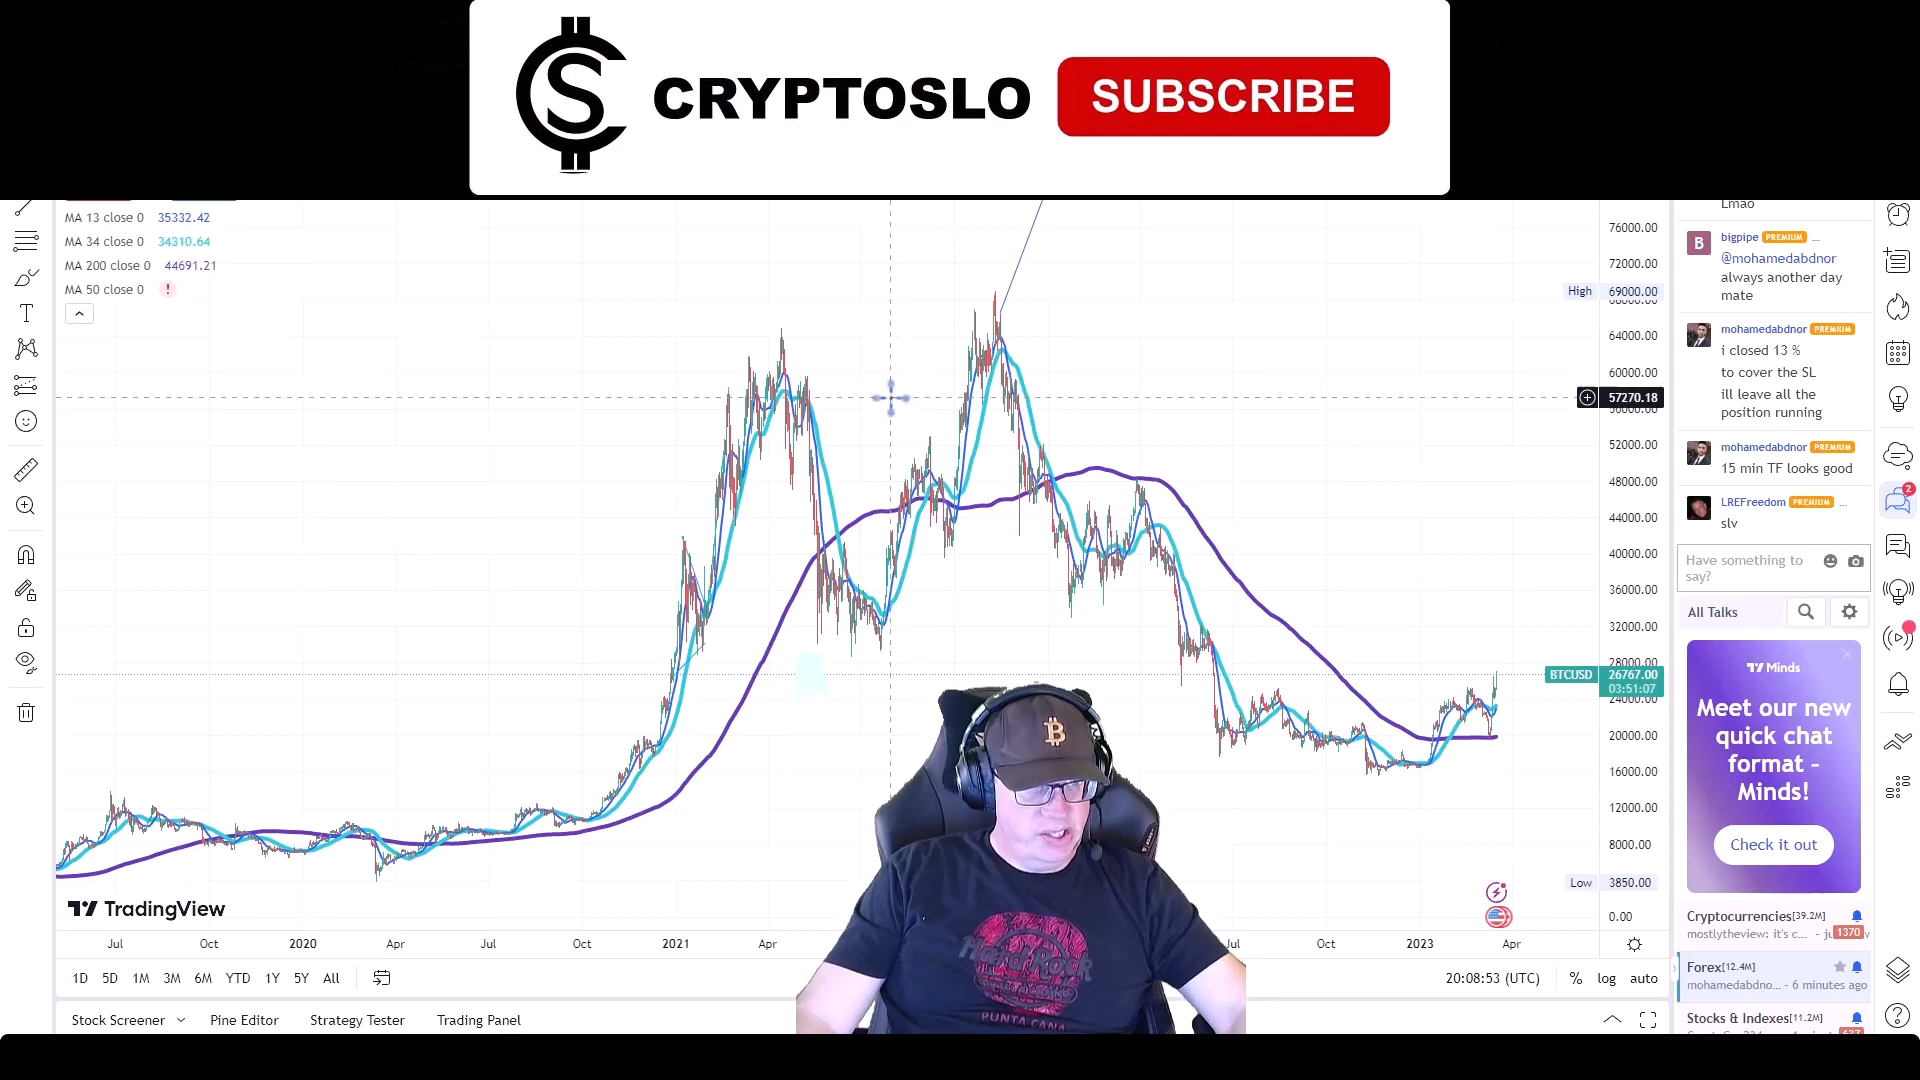 CRYPTOSLO
SUBSCRIBE
MA 13 close 0 35332.42
MA 34 close 0 34310.64
MA 200 close 0 44691.21
MA 50 close 0 !
76000.00
72000.00
High 69000.00
64000.00
60000.00
57270.18
56000.00
52000.00
48000.00
44000.00
40000.00
36000.00
32000.00
28000.00
BTCUSD 26767.00
03:51:07
24000.00
20000.00
16000.00
12000.00
8000.00
Low 3850.00
0.00
TradingView
Jul Oct 2020 Apr Jul Oct 2021 Apr Jul Oct 2023 Apr
1D 5D 1M 3M 6M YTD 1Y 5Y All
20:08:53 (UTC) % log auto
Stock Screener Pine Editor Strategy Tester Trading Panel
B
Hard Rock
PUNTA CANA
Lmao
B bigpipe PREMIUM ...
@mohamedabdnor
always another day
mate
mohamedabdnor PREMIUM
i closed 13 %
to cover the SL
ill leave all the
position running
mohamedabdnor PREMIUM
15 min TF looks good
LREFreedom PREMIUM ...
slv
Have something to
say?
All Talks
Minds
Meet our new
quick chat
format -
Minds!
Check it out
Cryptocurrencies[39.2M]
mostlytheview: it's c... - 1370
Forex[12.4M]
mohamedabdno... - 6 minutes ago
Stocks & Indexes[11.2M]
2